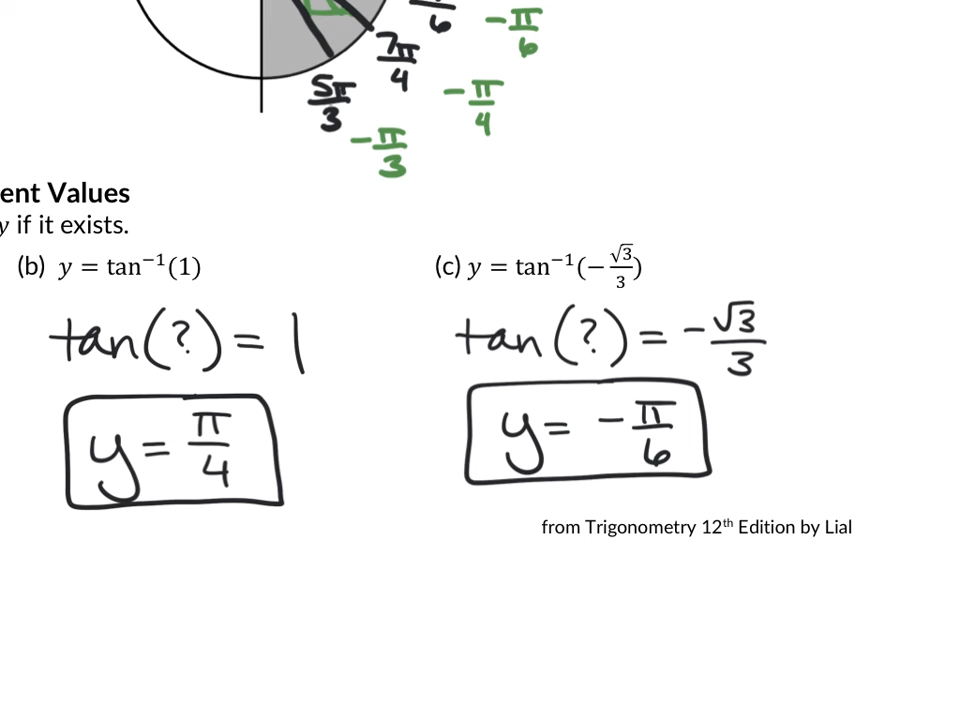 6
-π/6
7π/4
-π/4
5π/3
-π/3
ent Values
y if it exists.
(b) y = tan⁻¹(1)
(c) y = tan⁻¹(-√3/3)
tan(?) = 1
tan(?) = -√3/3
y = π/4
y = -π/6
from Trigonometry 12th Edition by Lial